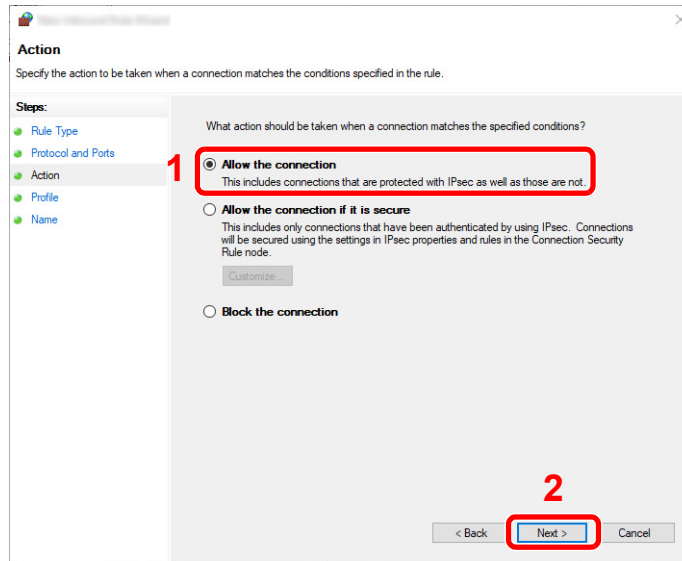 Action
Specify the action to be taken when a connection matches the conditions specified in the rule.
Steps:
Rule Type
Protocol and Ports
Action
Profile
Name
What action should be taken when a connection matches the specified conditions?
1
Allow the connection
This includes connections that are protected with IPsec as well as those are not.
Allow the connection if it is secure
This includes only connections that have been authenticated by using IPsec. Connections
will be secured using the settings in IPsec properties and rules in the Connection Security
Rule node.
Customize...
Block the connection
2
< Back
Next >
Cancel